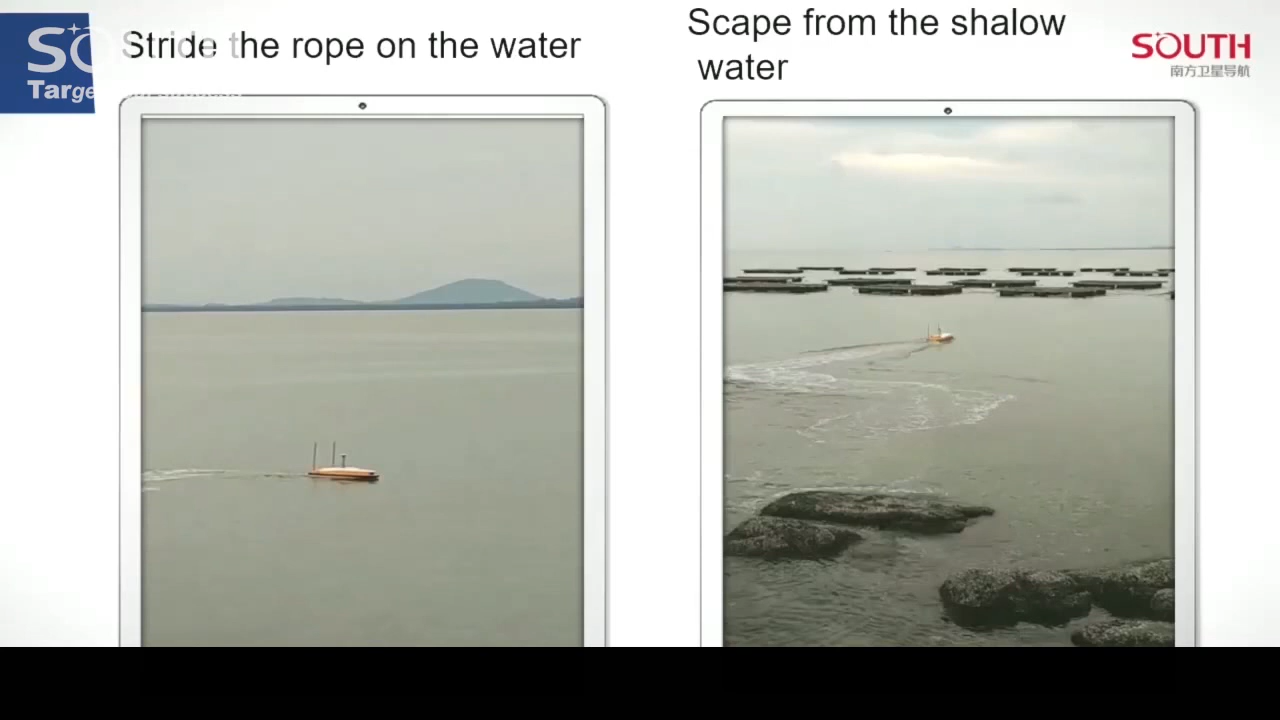 Stride the rope on the water
Scape from the shalow
water
SOUTH
南方卫星导航